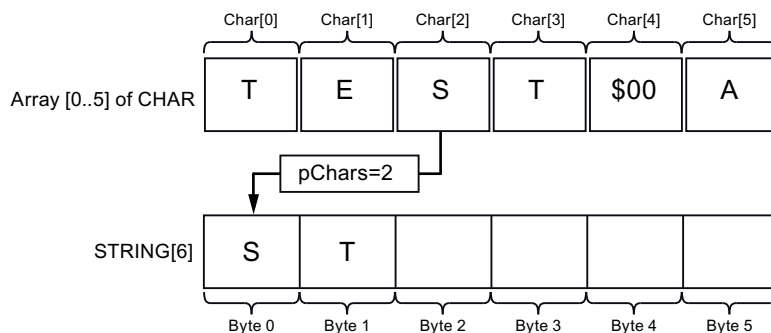 Char[0] Char[1] Char[2] Char[3] Char[4] Char[5]
Array [0..5] of CHAR T E S T $00 A
pChars=2
STRING[6] S T
Byte 0 Byte 1 Byte 2 Byte 3 Byte 4 Byte 5